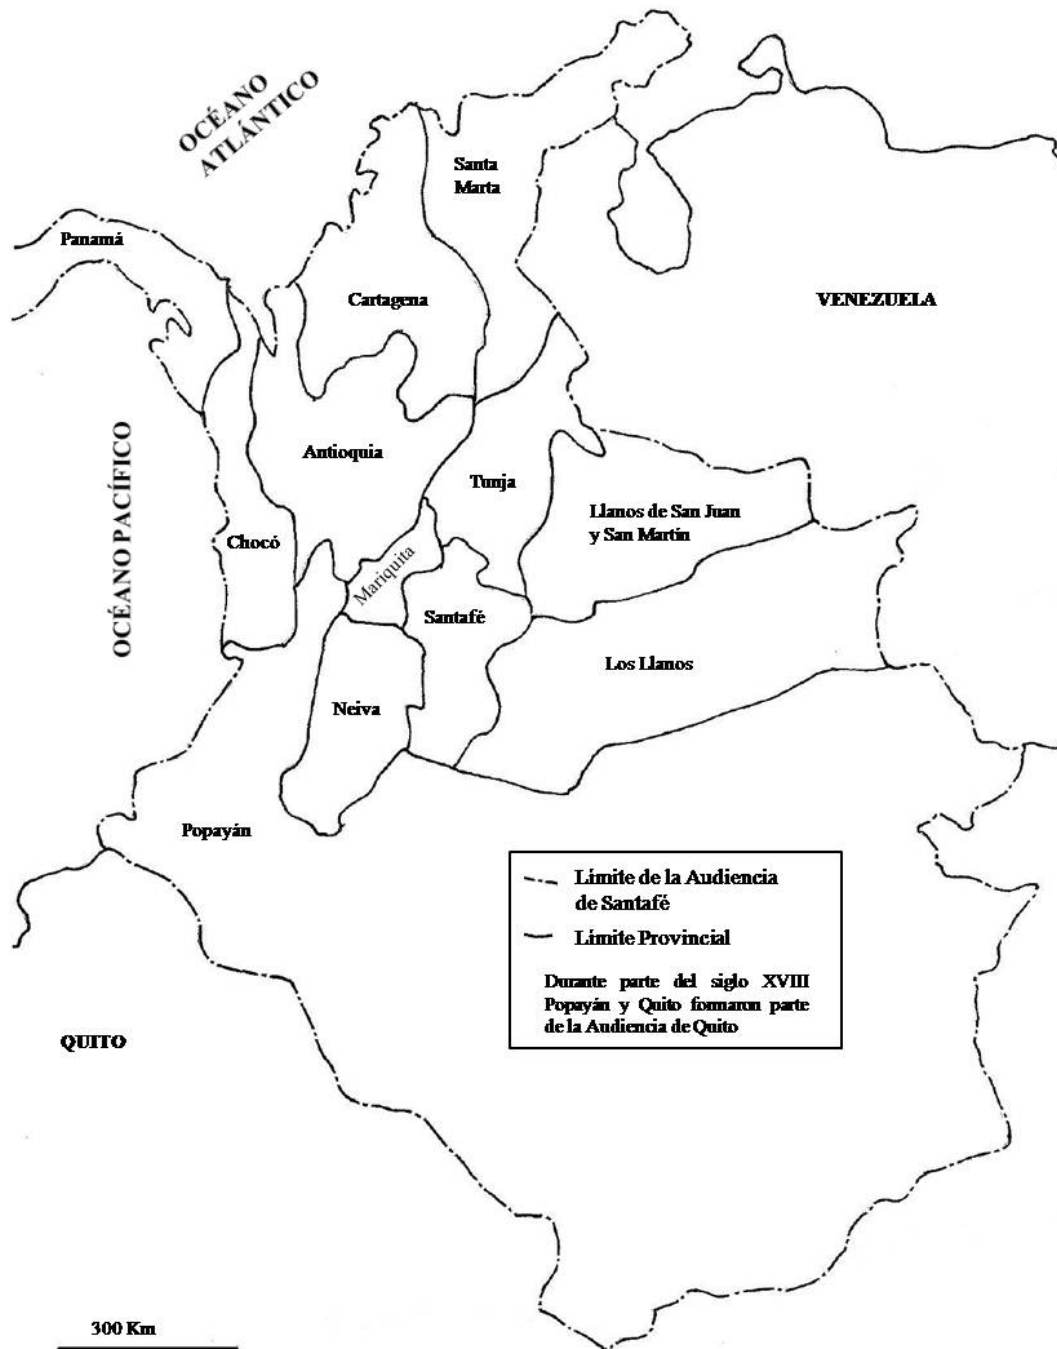 OCÉANO
ATLÁNTICO
Santa
Marta
Panamá
Cartagena
VENEZUELA
OCÉANO PACÍFICO
Antioquia
Tunja
Llanos de San Juan
y San Martín
Chocó
Mariquita
Santafé
Los Llanos
Neiva
Popayán
Límite de la Audiencia
de Santafé
Límite Provincial
Durante parte del siglo XVIII
Popayán y Quito formaron parte
de la Audiencia de Quito
QUITO
300 Km